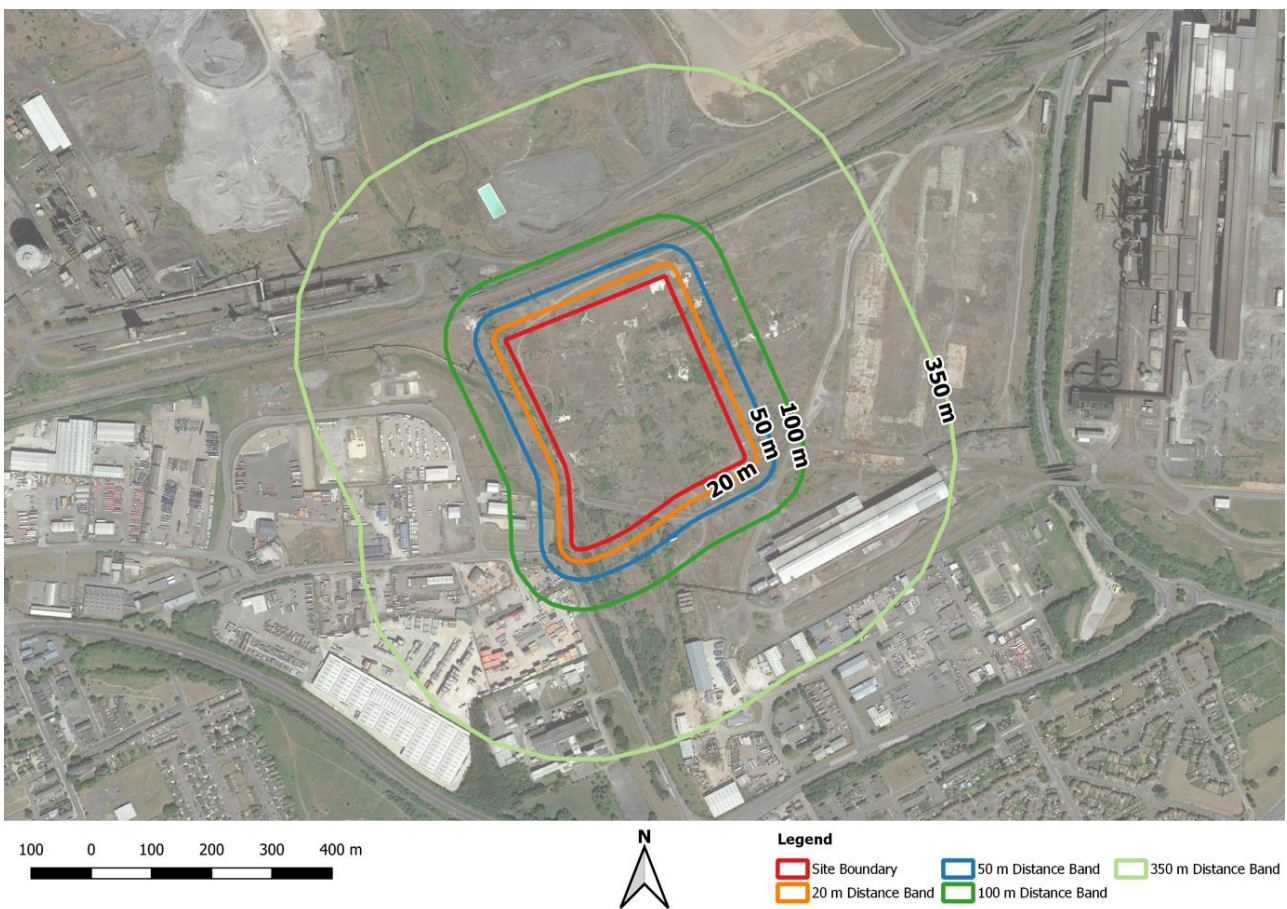 350 m
100 m
50 m
20 m
100 0 100 200 300 400 m
N
Legend
Site Boundary
20 m Distance Band
50 m Distance Band
100 m Distance Band
350 m Distance Band